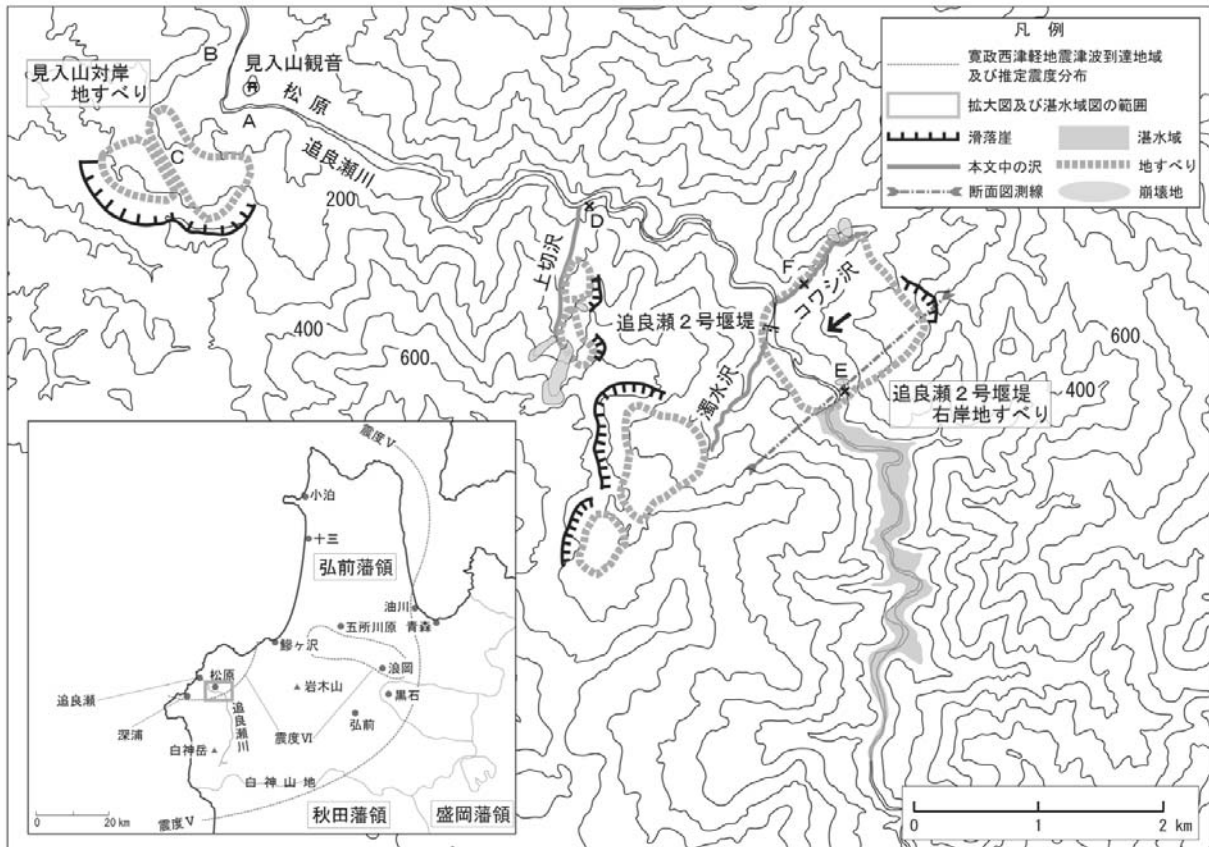 凡 例
寛政西津軽地震津波到達地域
及び推定震度分布
拡大図及び湛水域図の範囲
滑落崖
湛水域
本文中の沢
地すべり
断面図測線
崩壊地
B
見入山観音
見入山対岸
地すべり
A
松原
C
追良瀬川
200
D
上切沢
F
コワシ沢
400
追良瀬2号堰堤
600
600
E
濁水沢
追良瀬2号堰堤
右岸地すべり
400
震度Ⅴ
小泊
十三
弘前藩領
油川
五所川原
青森
鰺ヶ沢
浪岡
松原
岩木山
黒石
追良瀬
弘前
深浦
追良瀬川
震度Ⅵ
白神岳
白神山地
秋田藩領
盛岡藩領
震度Ⅴ
0
20 km
0
1
2 km